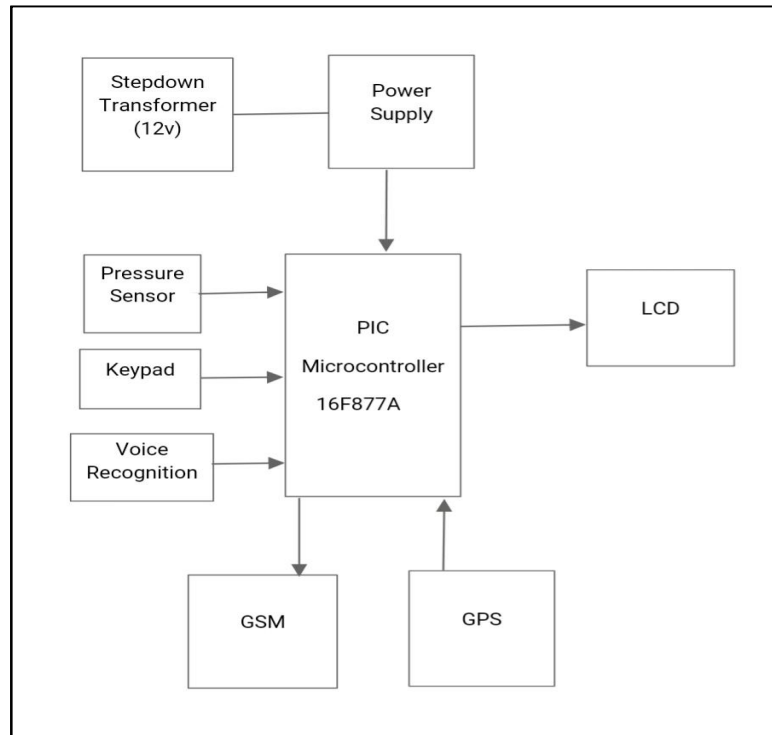 Stepdown
Transformer
(12v)
Power
Supply
Pressure
Sensor
PIC
Microcontroller
16F877A
LCD
Keypad
Voice
Recognition
GSM
GPS